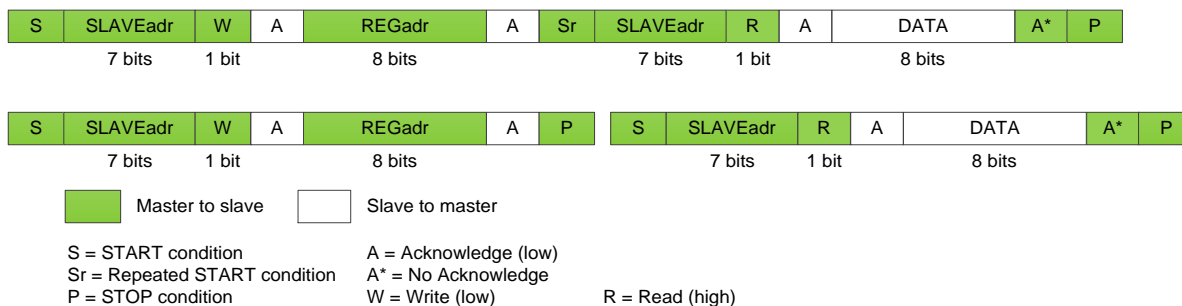 S SLAVEadr W A REGadr A Sr SLAVEadr R A DATA A* P
7 bits 1 bit 8 bits 7 bits 1 bit 8 bits
S SLAVEadr W A REGadr A P S SLAVEadr R A DATA A* P
7 bits 1 bit 8 bits 7 bits 1 bit 8 bits
Master to slave Slave to master
S = START condition A = Acknowledge (low)
Sr = Repeated START condition A* = No Acknowledge
P = STOP condition W = Write (low) R = Read (high)